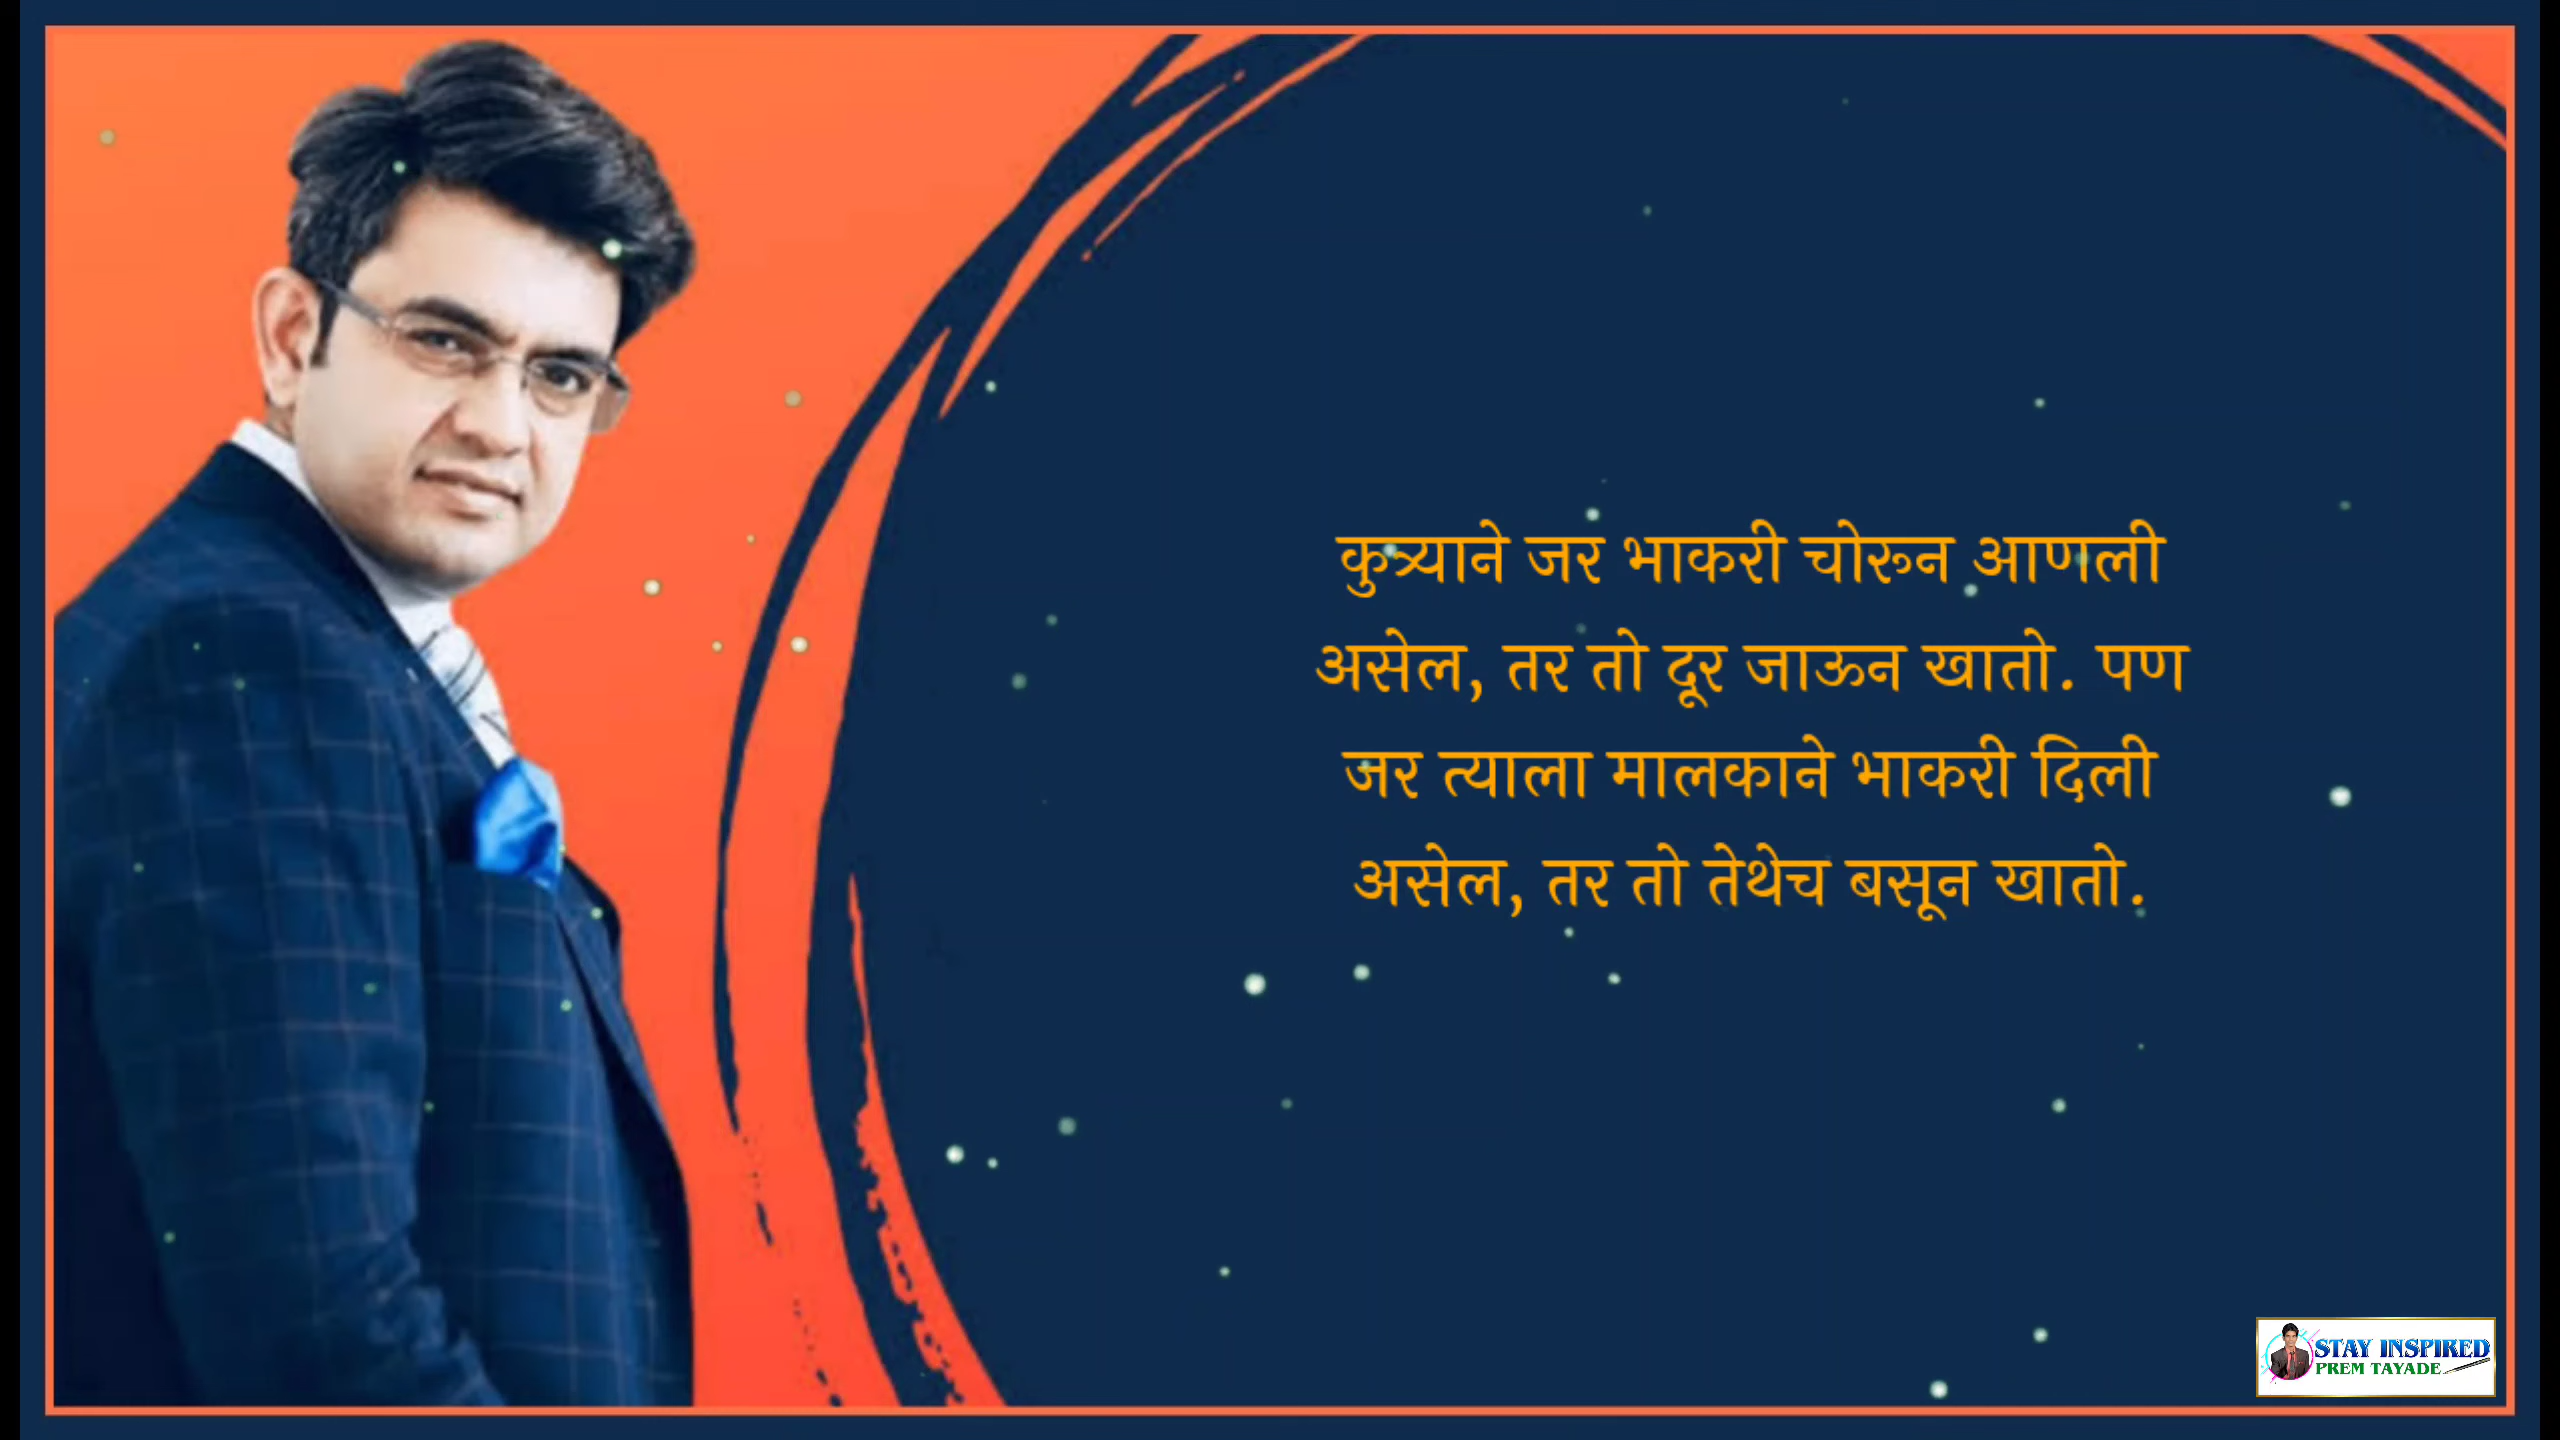 कुत्र्याने जर भाकरी चोरून आणली
असेल, तर तो दूर जाऊन खातो. पण
जर त्याला मालकाने भाकरी दिली
असेल, तर तो तेथेच बसून खातो.
STAY INSPIRED
PREM TAYADE